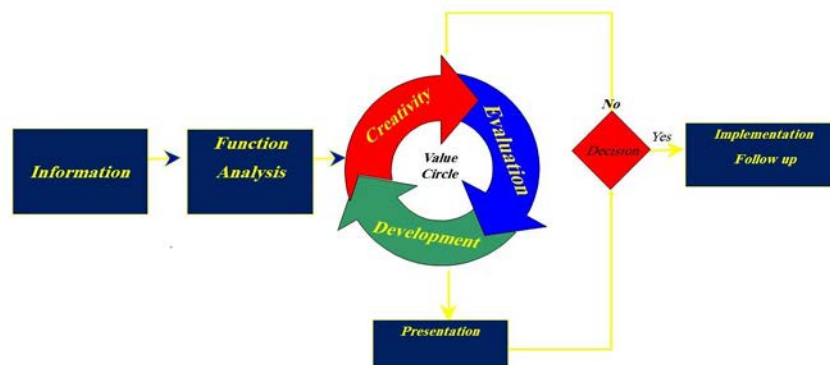 Information
Function
Analysis
Creativity
Evaluation
Development
Value
Circle
Presentation
No
Decision
Yes
Implementation
Follow up